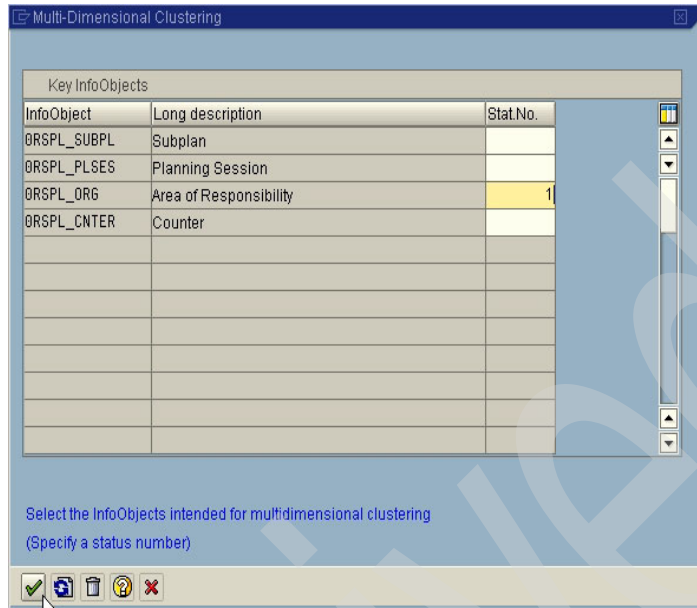 Multi-Dimensional Clustering
Key InfoObjects
InfoObject Long description Stat.No.
0RSPL_SUBPL Subplan
0RSPL_PLSES Planning Session
0RSPL_ORG Area of Responsibility 1
0RSPL_CNTER Counter
Select the InfoObjects intended for multidimensional clustering
(Specify a status number)